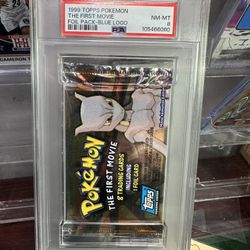 1999 TOPPS POKEMON
THE FIRST MOVIE
FOIL PACK-BLUE LOGO
NM-MT
8
PSA
105466060
POKéMON
THE FIRST MOVIE
8 TRADING CARDS
INCLUDING
1 FOIL CARD
TOPPS